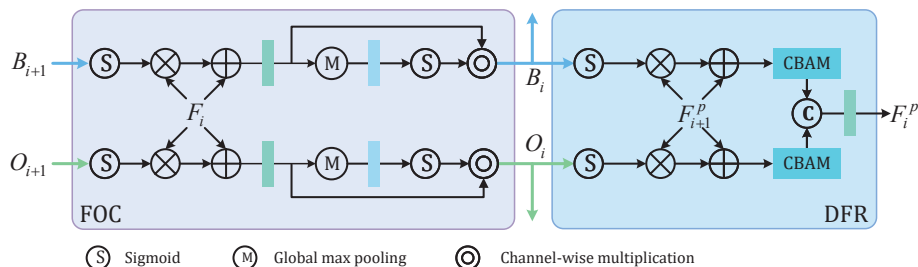 S M S
B_{i+1} B_i S CBAM
F_i F_{i+1}^p C F_i^p
O_{i+1} S M S O_i S CBAM
FOC DFR
S Sigmoid M Global max pooling Channel-wise multiplication